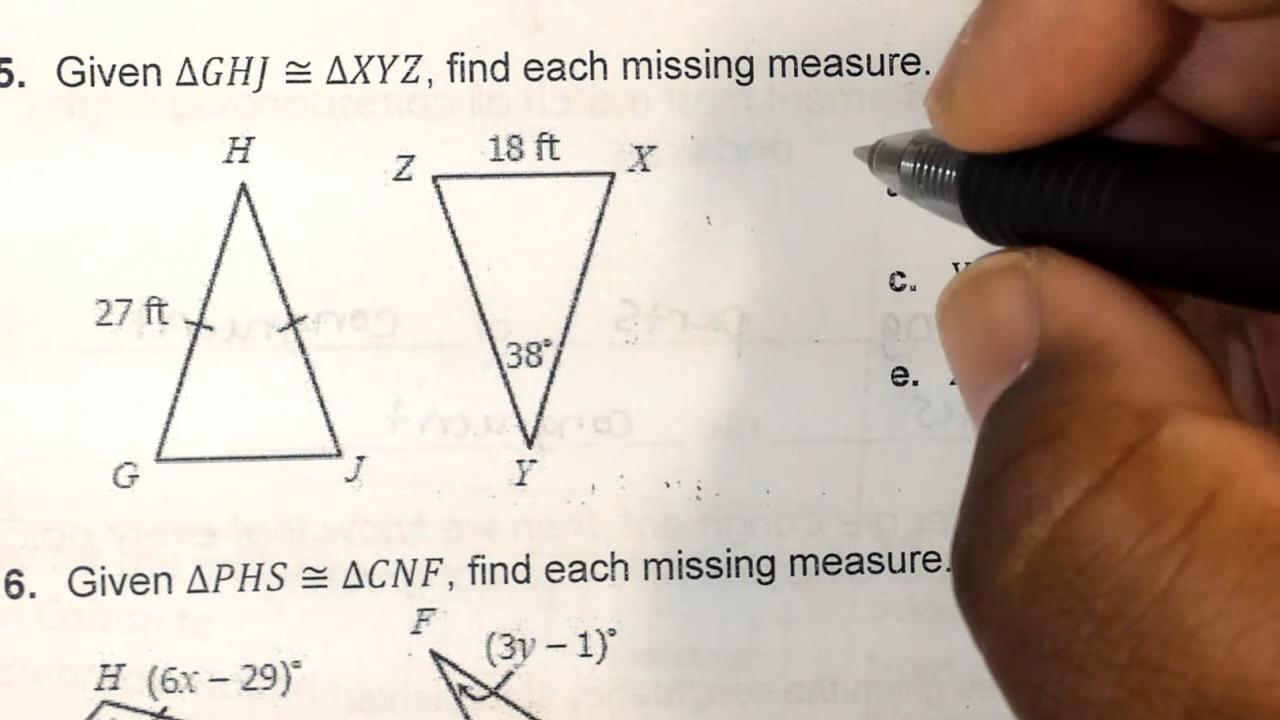 5. Given ΔGHJ ≅ ΔXYZ, find each missing measure.
H
Z
18 ft
X
27 ft
38°
G
J
Y
c.
e.
6. Given ΔPHS ≅ ΔCNF, find each missing measure.
F
(3y – 1)°
H (6x – 29)°